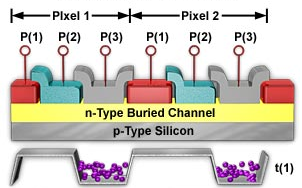 Pixel 1 Pixel 2
P(1) P(2) P(3) P(1) P(2) P(3)
n-Type Buried Channel
p-Type Silicon
t(1)